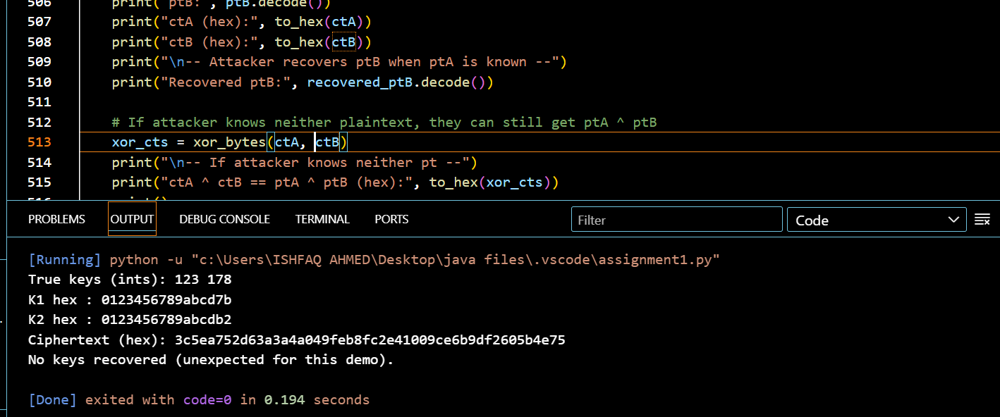 506 print("ptB:", ptB.decode())
507 print("ctA (hex):", to_hex(ctA))
508 print("ctB (hex):", to_hex(ctB))
509 print("\n-- Attacker recovers ptB when ptA is known --")
510 print("Recovered ptB:", recovered_ptB.decode())
511
512 # If attacker knows neither plaintext, they can still get ptA ^ ptB
513 xor_cts = xor_bytes(ctA, ctB)
514 print("\n-- If attacker knows neither pt --")
515 print("ctA ^ ctB == ptA ^ ptB (hex):", to_hex(xor_cts))
516 print()
PROBLEMS OUTPUT DEBUG CONSOLE TERMINAL PORTS Filter Code
[Running] python -u "c:\Users\ISHFAQ AHMED\Desktop\java files\.vscode\assignment1.py"
True keys (ints): 123 178
K1 hex : 0123456789abcd7b
K2 hex : 0123456789abcdb2
Ciphertext (hex): 3c5ea752d63a3a4a049feb8fc2e41009ce6b9df2605b4e75
No keys recovered (unexpected for this demo).
[Done] exited with code=0 in 0.194 seconds